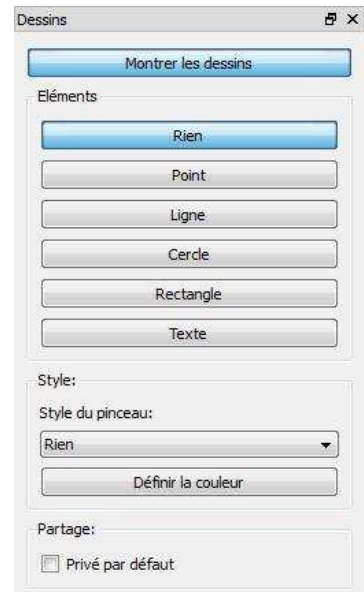 Dessins
Montrer les dessins
Eléments
Rien
Point
Ligne
Cercle
Rectangle
Texte
Style:
Style du pinceau:
Rien
Définir la couleur
Partage:
Privé par défaut